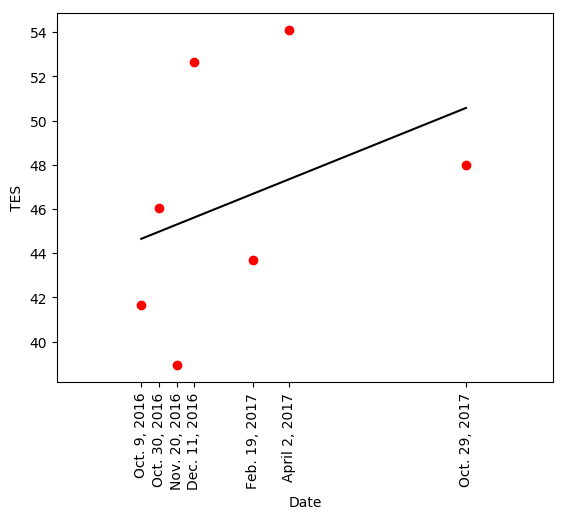 54
52
50
48
46
44
42
40
TES
Oct. 9, 2016
Oct. 30, 2016
Nov. 20, 2016
Dec. 11, 2016
Feb. 19, 2017
April 2, 2017
Oct. 29, 2017
Date